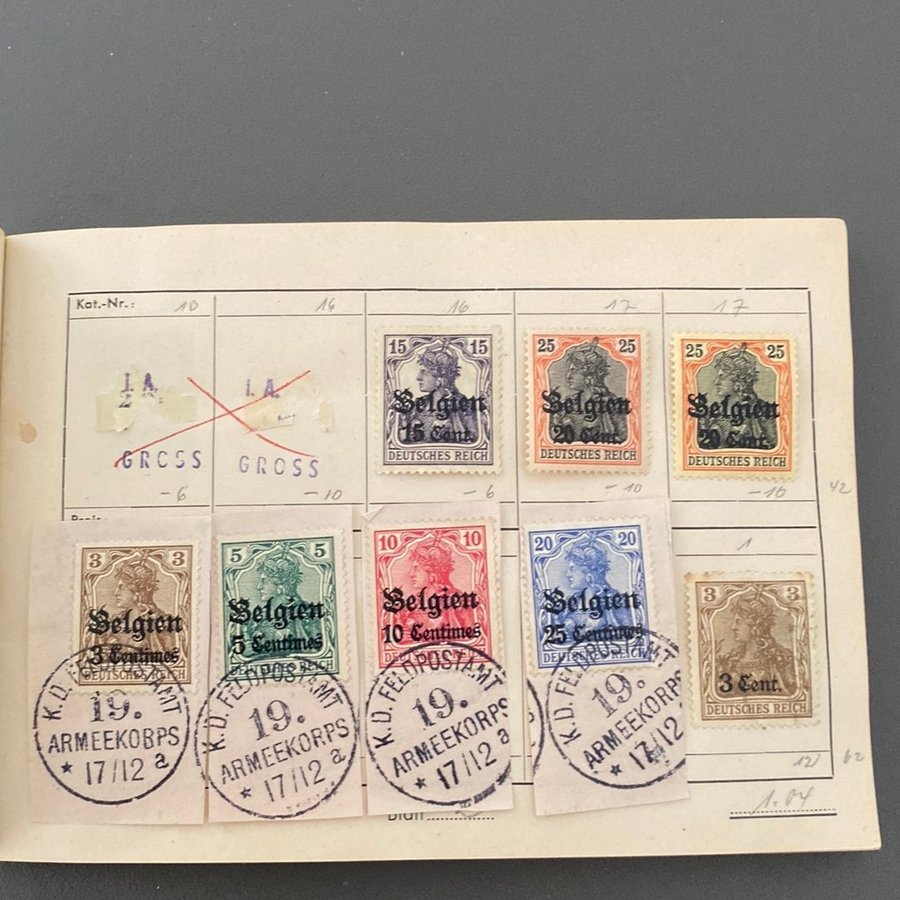 Kat.-Nr.: 10 16 16 17 17
I.A. GROSS
I.A. GROSS
-6 -10 -6 -10 -10 42
15 15
Belgien
15 Cent.
DEUTSCHES REICH
25 25
Belgien
20 Cent.
DEUTSCHES REICH
25 25
Belgien
20 Cent.
DEUTSCHES REICH
Preis:
3 3
Belgien
3 Centimes
DEUTSCHES REICH
K.D. FELDPOSTAMT
19.
ARMEEKORPS
* 17/12 a
5 5
Belgien
5 Centimes
DEUTSCHES REICH
K.D. FELDPOSTAMT
19.
ARMEEKORPS
* 17/12 a
10 10
Belgien
10 Centimes
DEUTSCHES REICH
K.D. FELDPOSTAMT
19.
ARMEEKORPS
* 17/12 a
20 20
Belgien
25 Centimes
DEUTSCHES REICH
K.D. FELDPOSTAMT
19.
ARMEEKORPS
* 17/12
1
3 3
3 Cent.
DEUTSCHES REICH
12 62
Blatt
1.04